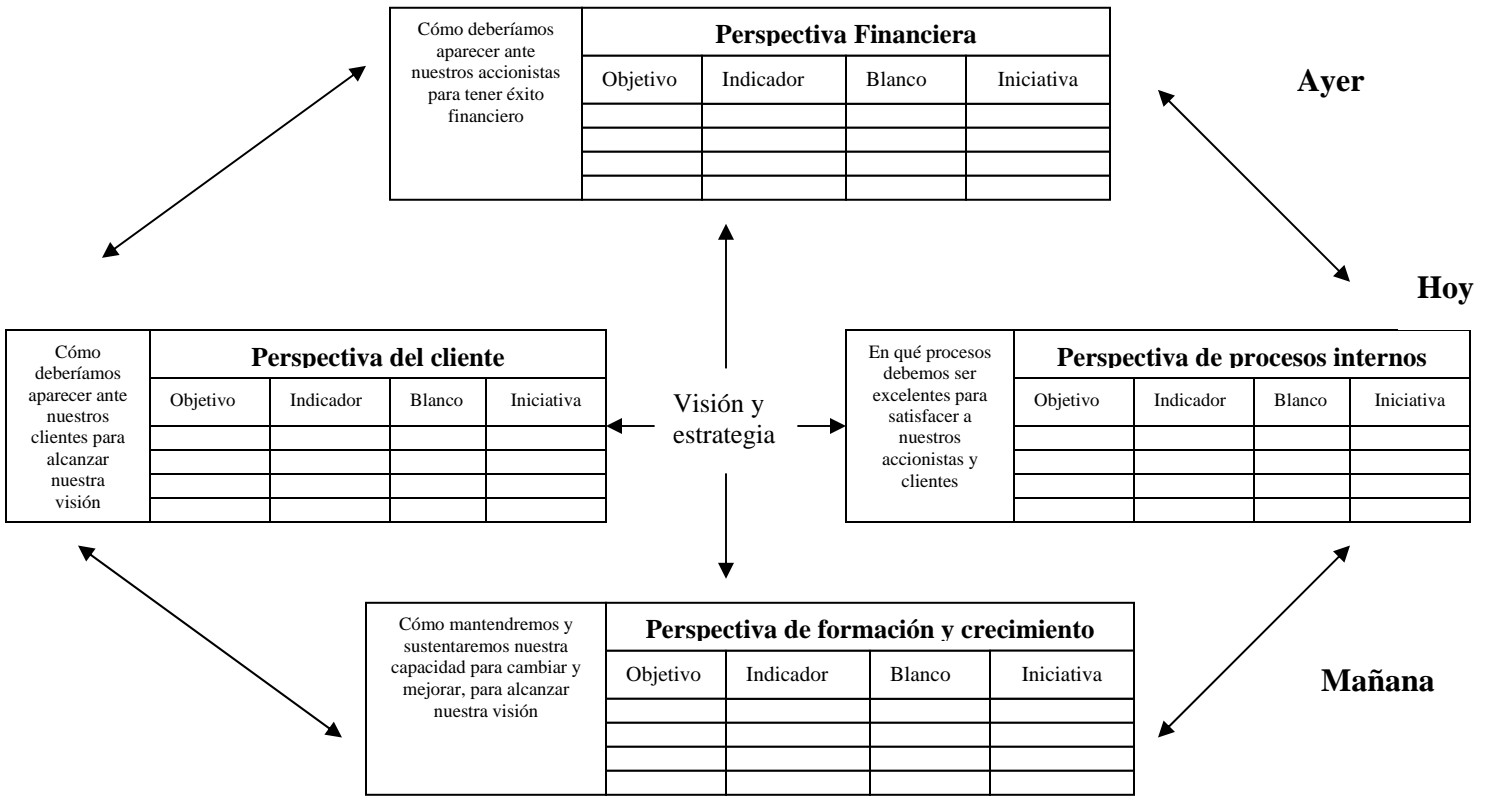 Cómo deberíamos
aparecer ante
nuestros accionistas
para tener éxito
financiero
Perspectiva Financiera
Objetivo Indicador Blanco Iniciativa
Ayer
Hoy
Cómo
deberíamos
aparecer ante
nuestros
clientes para
alcanzar
nuestra
visión
Perspectiva del cliente
Objetivo Indicador Blanco Iniciativa
Visión y
estrategia
En qué procesos
debemos ser
excelentes para
satisfacer a
nuestros
accionistas y
clientes
Perspectiva de procesos internos
Objetivo Indicador Blanco Iniciativa
Cómo mantendremos y
sustentaremos nuestra
capacidad para cambiar y
mejorar, para alcanzar
nuestra visión
Perspectiva de formación y crecimiento
Objetivo Indicador Blanco Iniciativa
Mañana